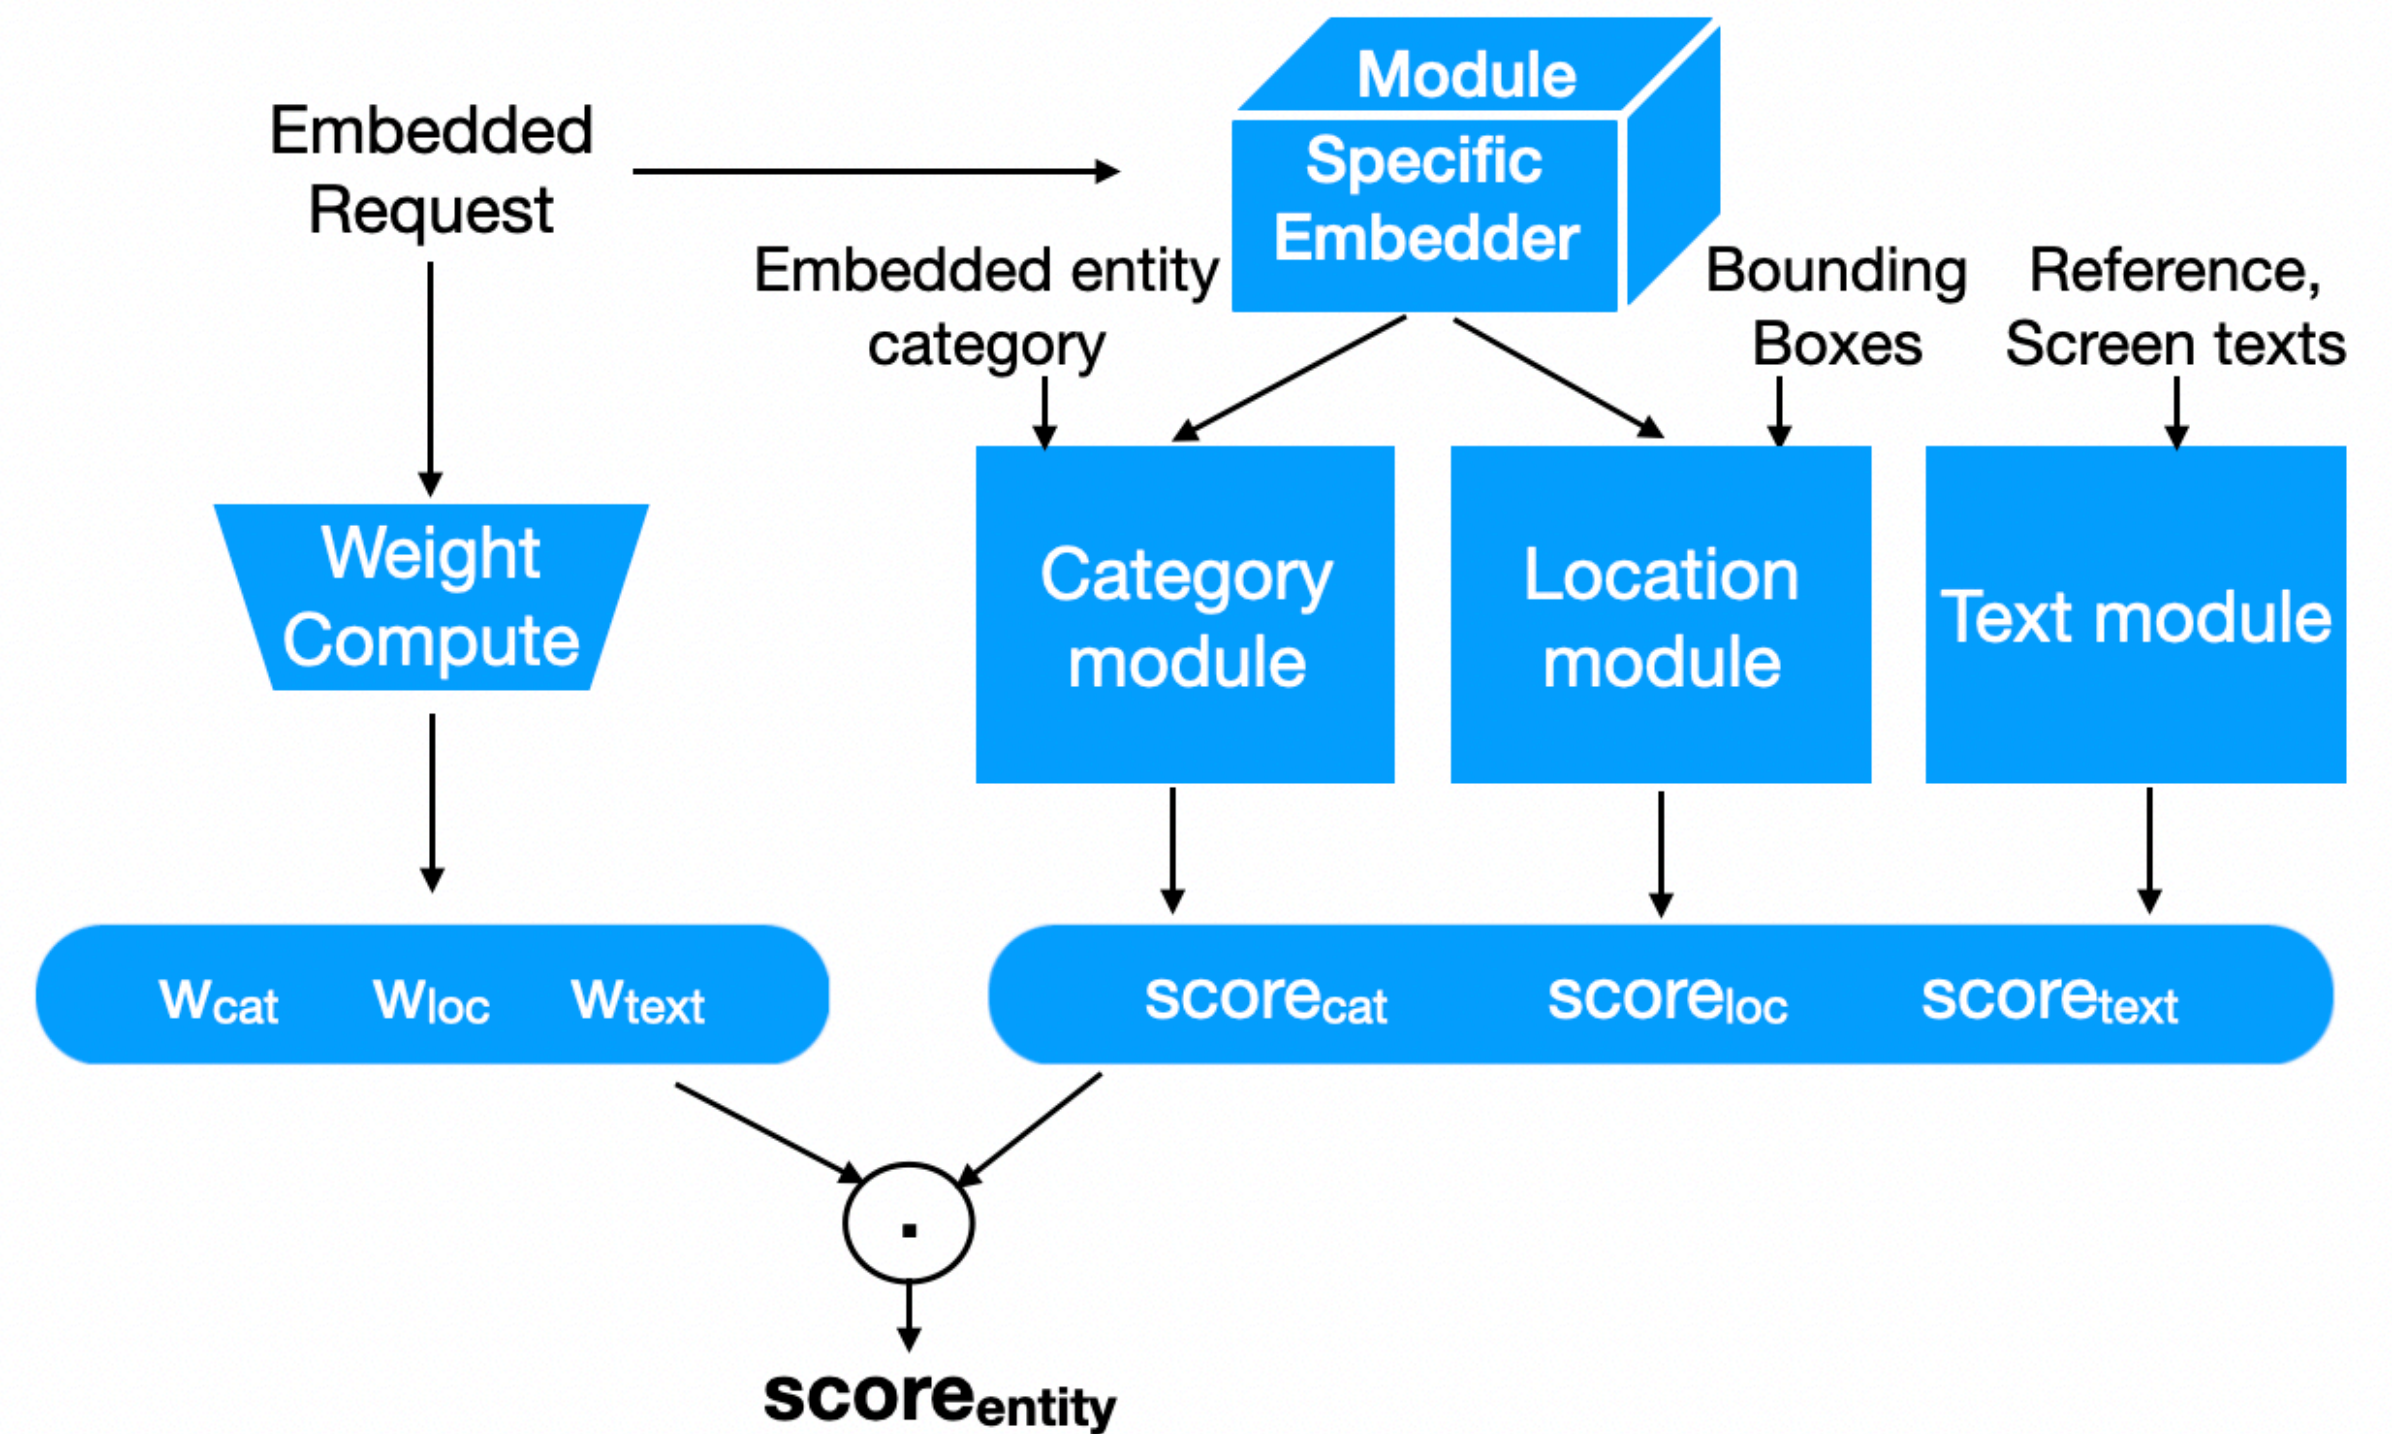 Embedded
Request
Module
Specific
Embedder
Embedded entity
category
Bounding
Boxes
Reference,
Screen texts
Weight
Compute
Category
module
Location
module
Text module
wcat wloc wtext
scorecat scoreloc scoretext
.
scoreentity